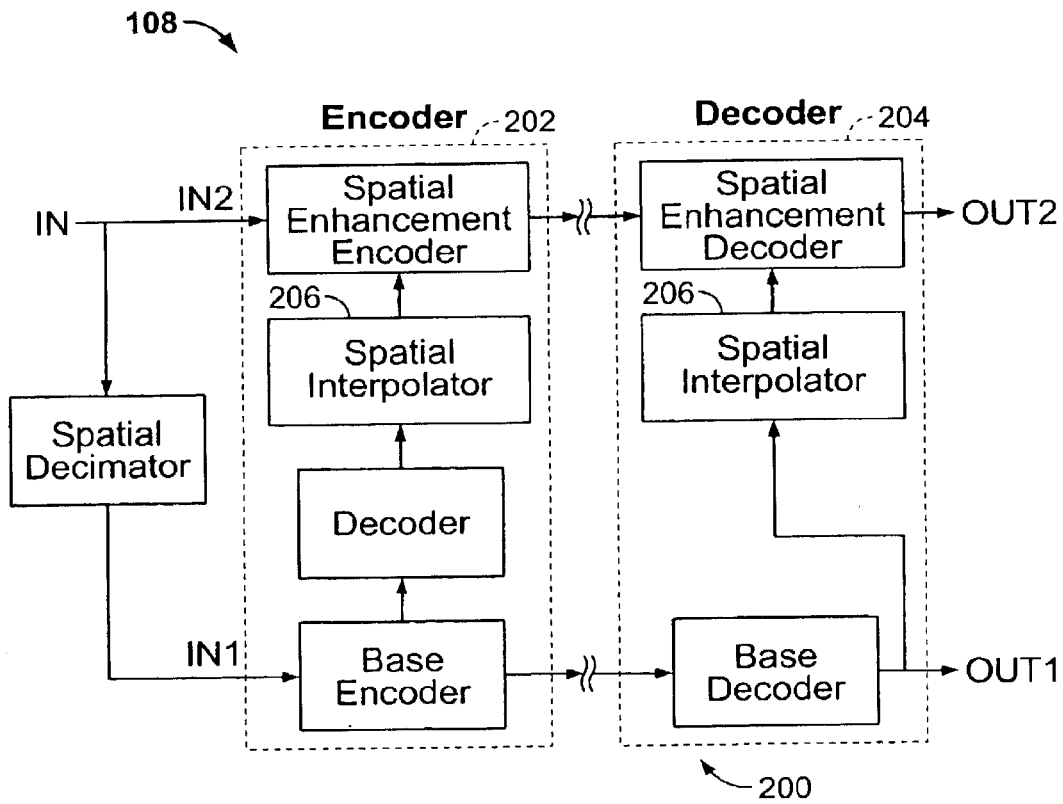 108
Encoder
202
Decoder
204
IN
IN2
Spatial
Enhancement
Encoder
Spatial
Enhancement
Decoder
OUT2
206
Spatial
Interpolator
206
Spatial
Interpolator
Spatial
Decimator
Decoder
IN1
Base
Encoder
Base
Decoder
OUT1
200